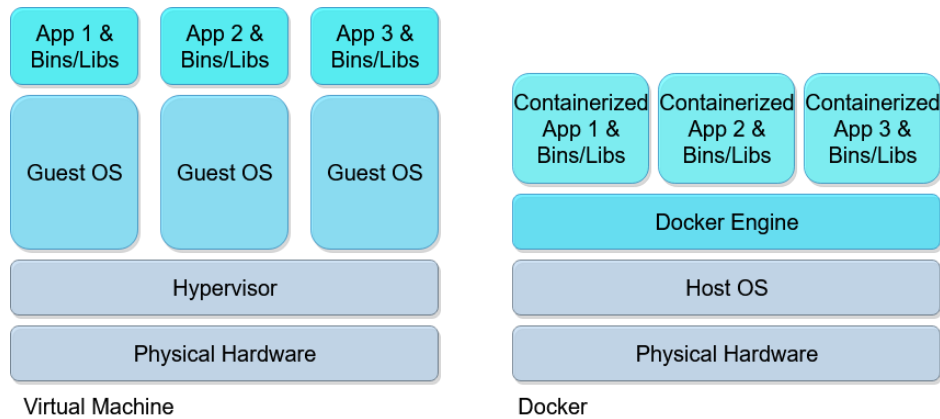 App 1 &
Bins/Libs
App 2 &
Bins/Libs
App 3 &
Bins/Libs
Guest OS
Guest OS
Guest OS
Hypervisor
Physical Hardware
Virtual Machine
Containerized
App 1 &
Bins/Libs
Containerized
App 2 &
Bins/Libs
Containerized
App 3 &
Bins/Libs
Docker Engine
Host OS
Physical Hardware
Docker